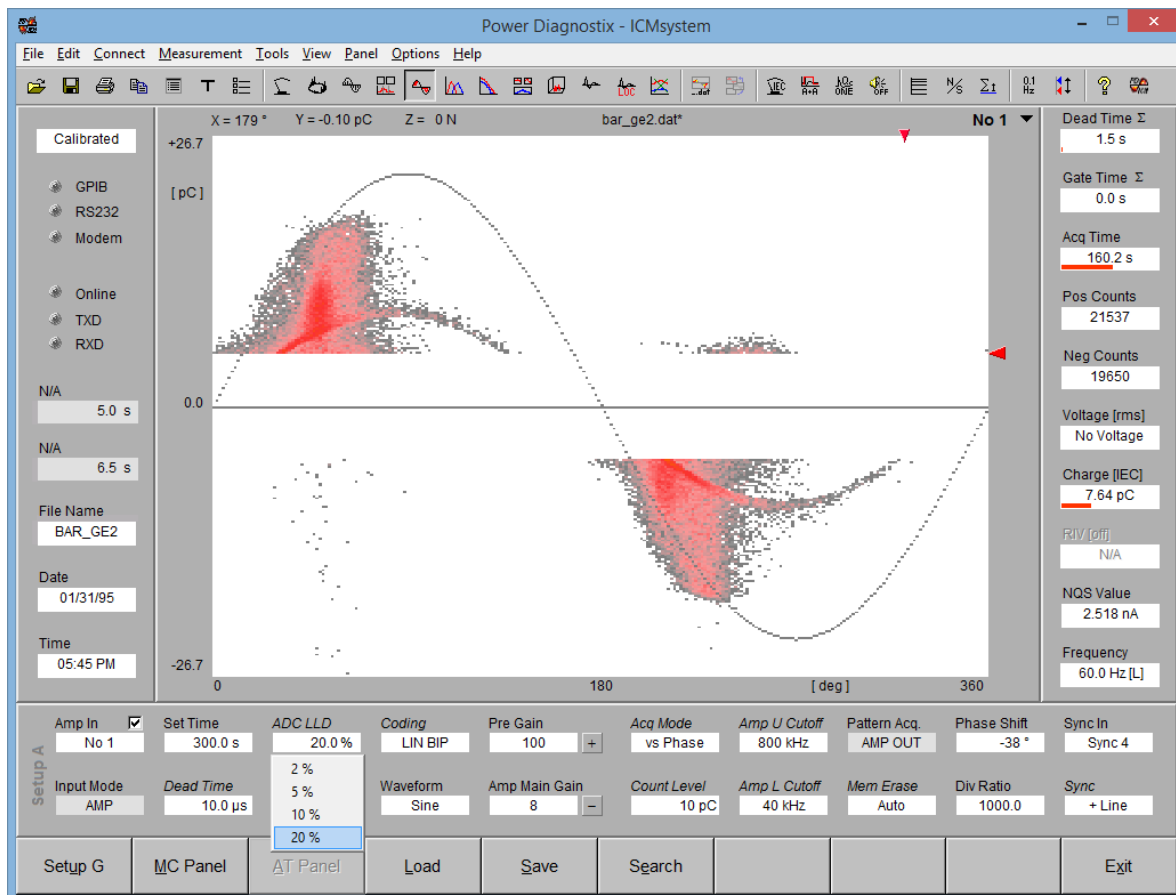 Power Diagnostix - ICMsystem
File Edit Connect Measurement Tools View Panel Options Help
X = 179 ° Y = -0.10 pC Z = 0 N bar_ge2.dat* No 1
Calibrated
GPIB
RS232
Modem
Online
TXD
RXD
N/A
5.0 s
N/A
6.5 s
File Name
BAR_GE2
Date
01/31/95
Time
05:45 PM
+26.7
[ pC ]
0.0
-26.7
0 180 [ deg ] 360
Dead Time Σ
1.5 s
Gate Time Σ
0.0 s
Acq Time
160.2 s
Pos Counts
21537
Neg Counts
19650
Voltage [rms]
No Voltage
Charge [IEC]
7.64 pC
RIV [off]
N/A
NQS Value
2.518 nA
Frequency
60.0 Hz [L]
Setup A
Amp In Set Time ADC LLD Coding Pre Gain Acq Mode Amp U Cutoff Pattern Acq. Phase Shift Sync In
No 1 300.0 s 20.0 % LIN BIP 100 + vs Phase 800 kHz AMP OUT -38 ° Sync 4
Input Mode Dead Time Waveform Amp Main Gain Count Level Amp L Cutoff Mem Erase Div Ratio Sync
AMP 10.0 µs Sine 8 – 10 pC 40 kHz Auto 1000.0 + Line
2 %
5 %
10 %
20 %
Setup G MC Panel AT Panel Load Save Search Exit